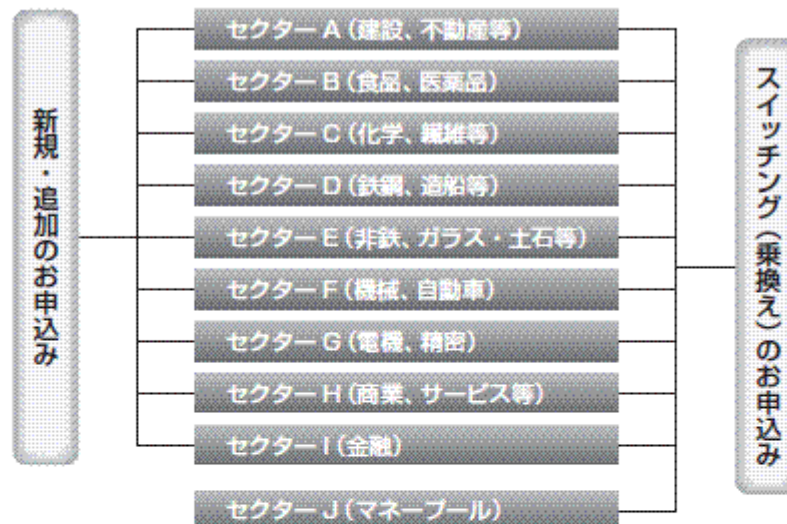 新規・追加のお申込み
セクターA(建設、不動産等)
セクターB(食品、医薬品)
セクターC(化学、繊維等)
セクターD(鉄鋼、造船等)
セクターE(非鉄、ガラス・土石等)
セクターF(機械、自動車)
セクターG(電機、精密)
セクターH(商業、サービス等)
セクターI(金融)
セクターJ(マネープール)
スイッチング(乗換え)のお申込み